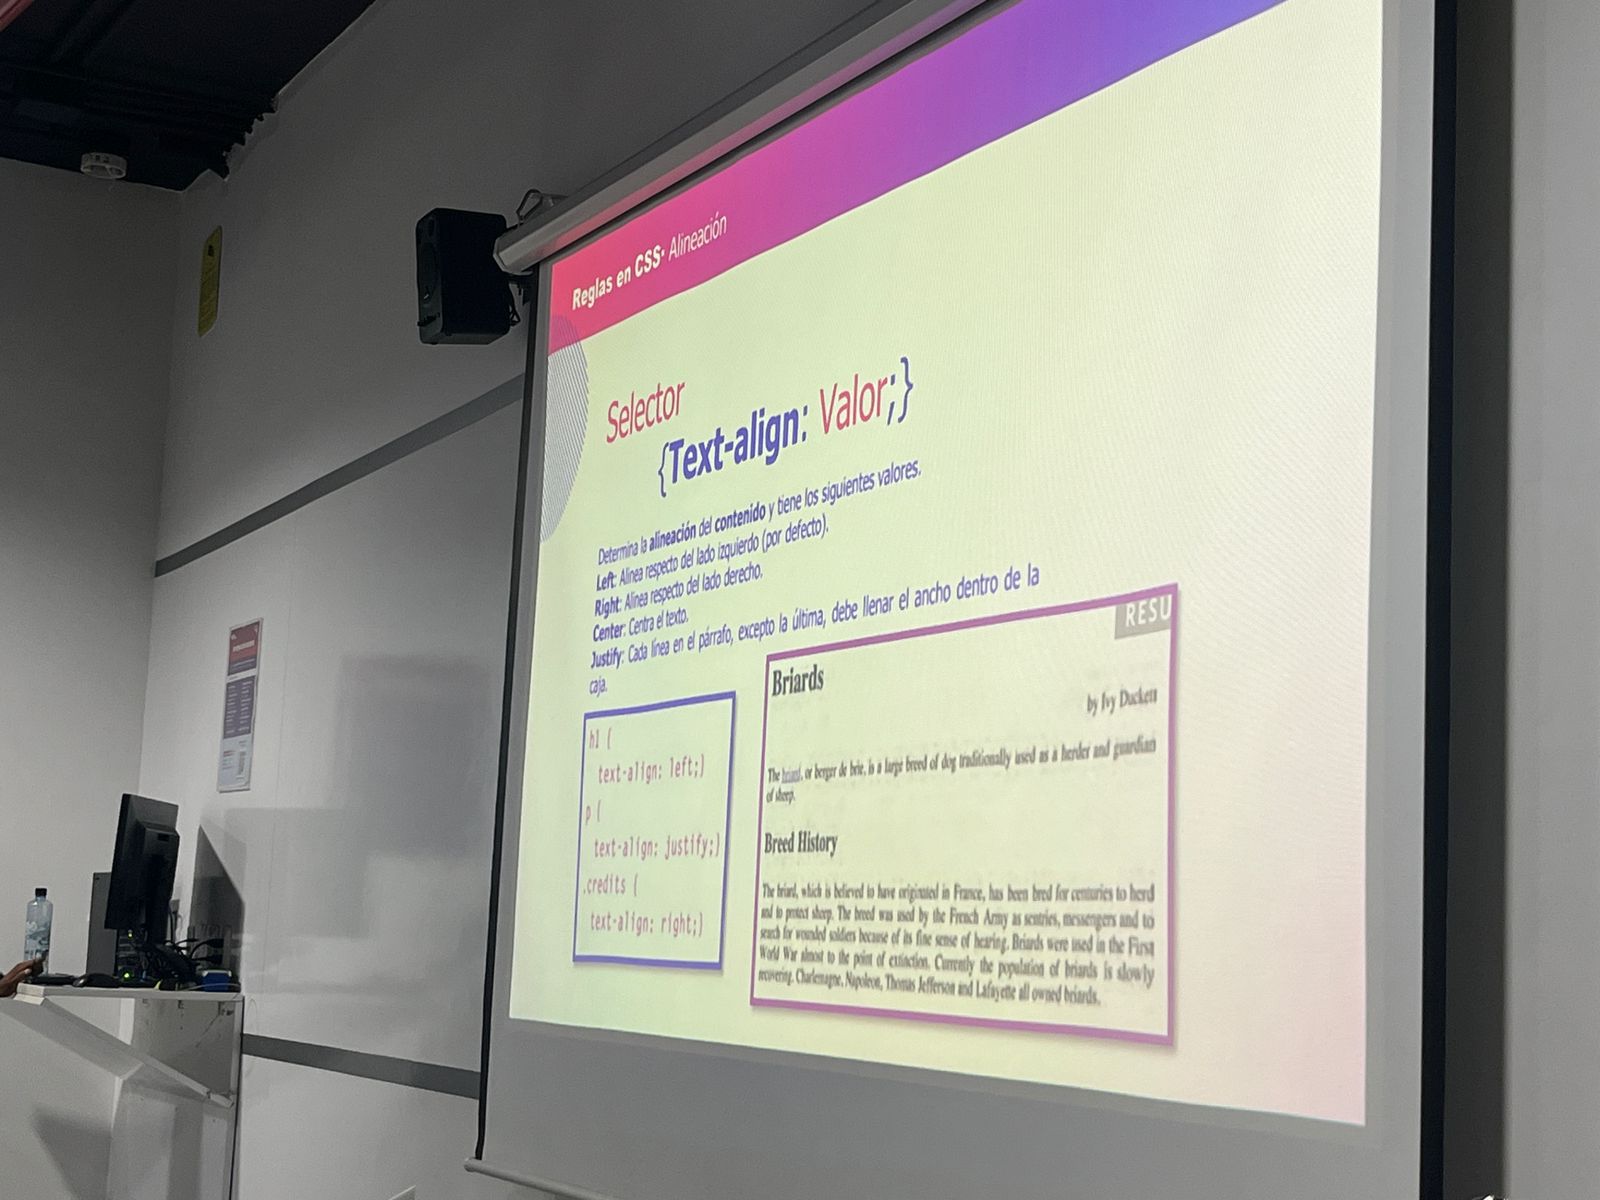 Reglas en CSS· Alineación
Selector
{Text-align: Valor;}
Determina la alineación del contenido y tiene los siguientes valores.
Left: Alinea respecto del lado izquierdo (por defecto).
Right: Alinea respecto del lado derecho.
Center: Centra el texto.
Justify: Cada línea en el párrafo, excepto la última, debe llenar el ancho dentro de la
caja.
h1 {
text-align: left;}
p {
text-align: justify;}
.credits {
text-align: right;}
RESU
Briards
by Ivy Duckett
The briard, or berger de brie, is a large breed of dog traditionally used as a herder and guardian
of sheep.
Breed History
The briard, which is believed to have originated in France, has been bred for centuries to herd
and to protect sheep. The breed was used by the French Army as sentries, messengers and to
search for wounded soldiers because of its fine sense of hearing. Briards were used in the First
World War almost to the point of extinction. Currently the population of briards is slowly
recovering. Charlemagne, Napoleon, Thomas Jefferson and Lafayette all owned briards.